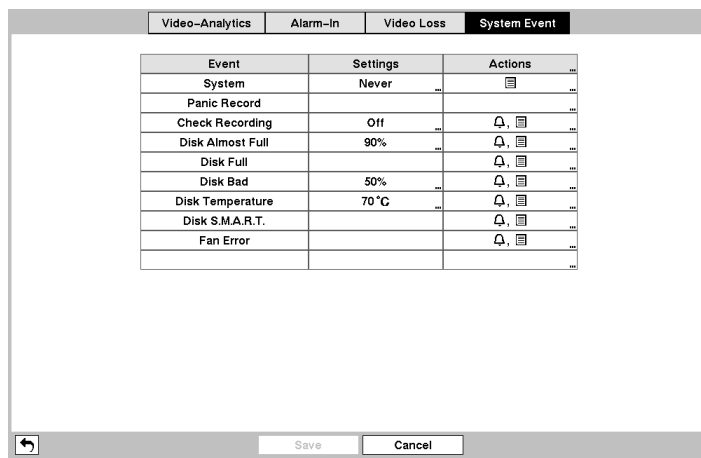 Video-Analytics Alarm-In Video Loss System Event
Event Settings Actions ...
System Never ... ...
Panic Record ...
Check Recording Off ... , ...
Disk Almost Full 90% ... , ...
Disk Full , ...
Disk Bad 50% ... , ...
Disk Temperature 70 °C ... , ...
Disk S.M.A.R.T. , ...
Fan Error , ...
...
Save Cancel